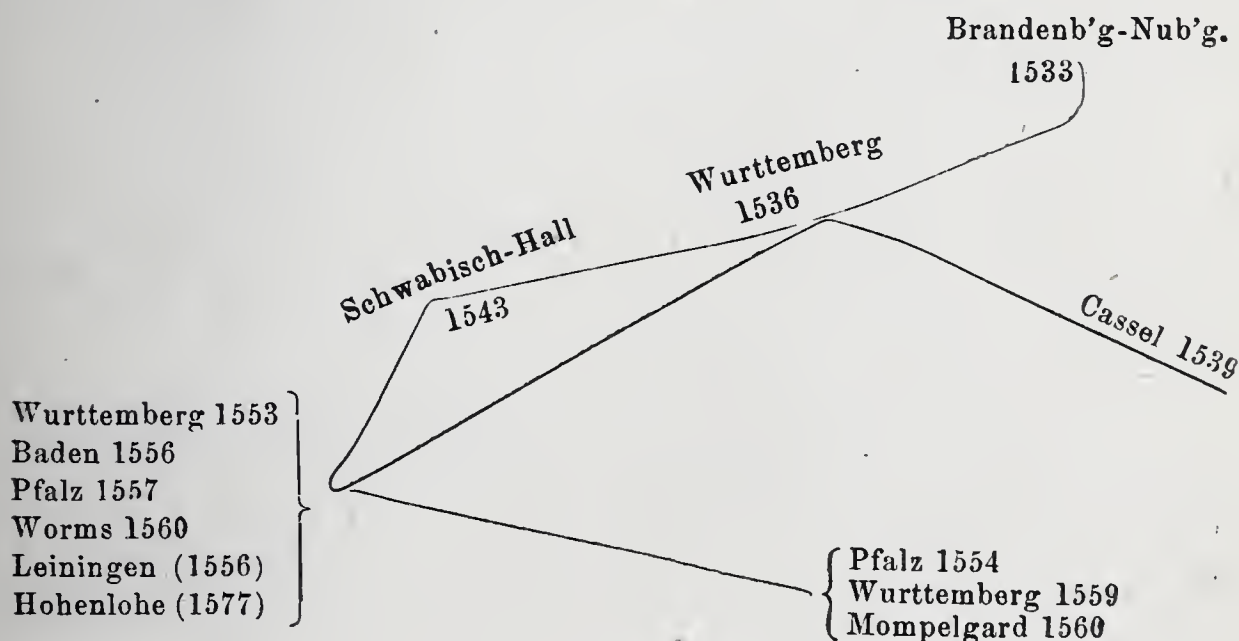 Brandenb'g-Nub'g.
1533
Wurttemberg
1536
Schwabisch-Hall
1543
Cassel 1539
Wurttemberg 1553
Baden 1556
Pfalz 1557
Worms 1560
Leiningen (1556)
Hohenlohe (1577)
Pfalz 1554
Wurttemberg 1559
Mompelgard 1560